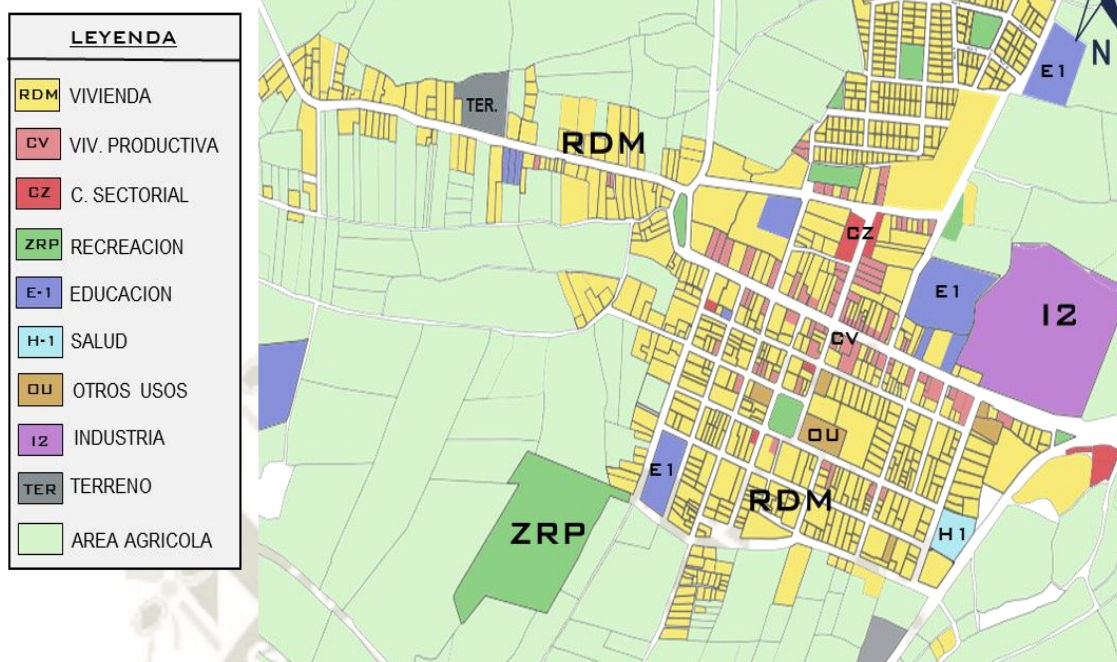 LEYENDA
RDM VIVIENDA
CV VIV. PRODUCTIVA
CZ C. SECTORIAL
ZRP RECREACION
E-1 EDUCACION
H-1 SALUD
OU OTROS USOS
I2 INDUSTRIA
TER TERRENO
AREA AGRICOLA
N
E1
TER.
RDM
CZ
E1
I2
CV
OU
E1
RDM
ZRP
H1